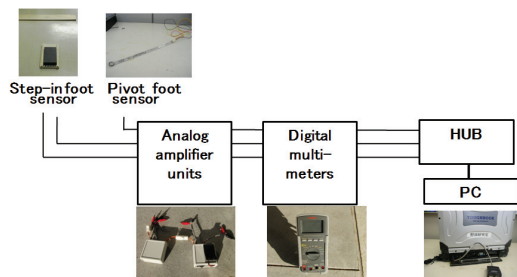 Step-in foot
sensor
Pivot foot
sensor
Analog
amplifier
units
Digital
multi-
meters
HUB
PC